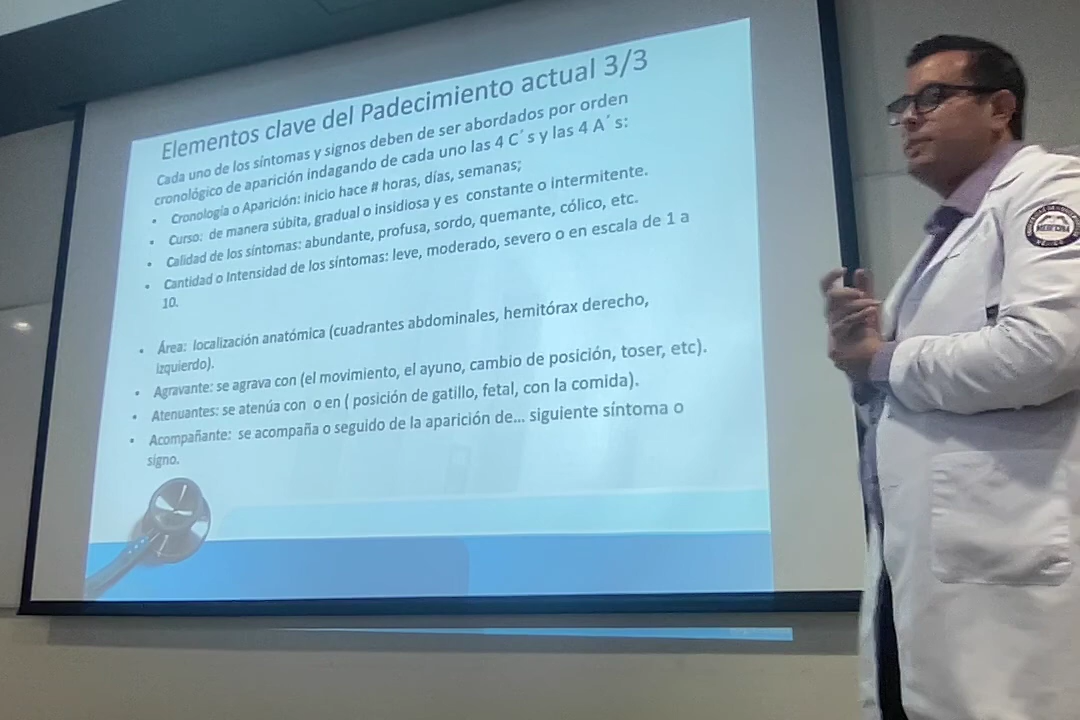 Elementos clave del Padecimiento actual 3/3
Cada uno de los síntomas y signos deben de ser abordados por orden
cronológico de aparición indagando de cada uno las 4 C´s y las 4 A´s:
• Cronología o Aparición: inicio hace # horas, días, semanas;
• Curso: de manera súbita, gradual o insidiosa y es constante o intermitente.
• Calidad de los síntomas: abundante, profusa, sordo, quemante, cólico, etc.
• Cantidad o Intensidad de los síntomas: leve, moderado, severo o en escala de 1 a
10.
• Área: localización anatómica (cuadrantes abdominales, hemitórax derecho,
izquierdo).
• Agravante: se agrava con (el movimiento, el ayuno, cambio de posición, toser, etc).
• Atenuantes: se atenúa con o en ( posición de gatillo, fetal, con la comida).
• Acompañante: se acompaña o seguido de la aparición de... siguiente síntoma o
signo.